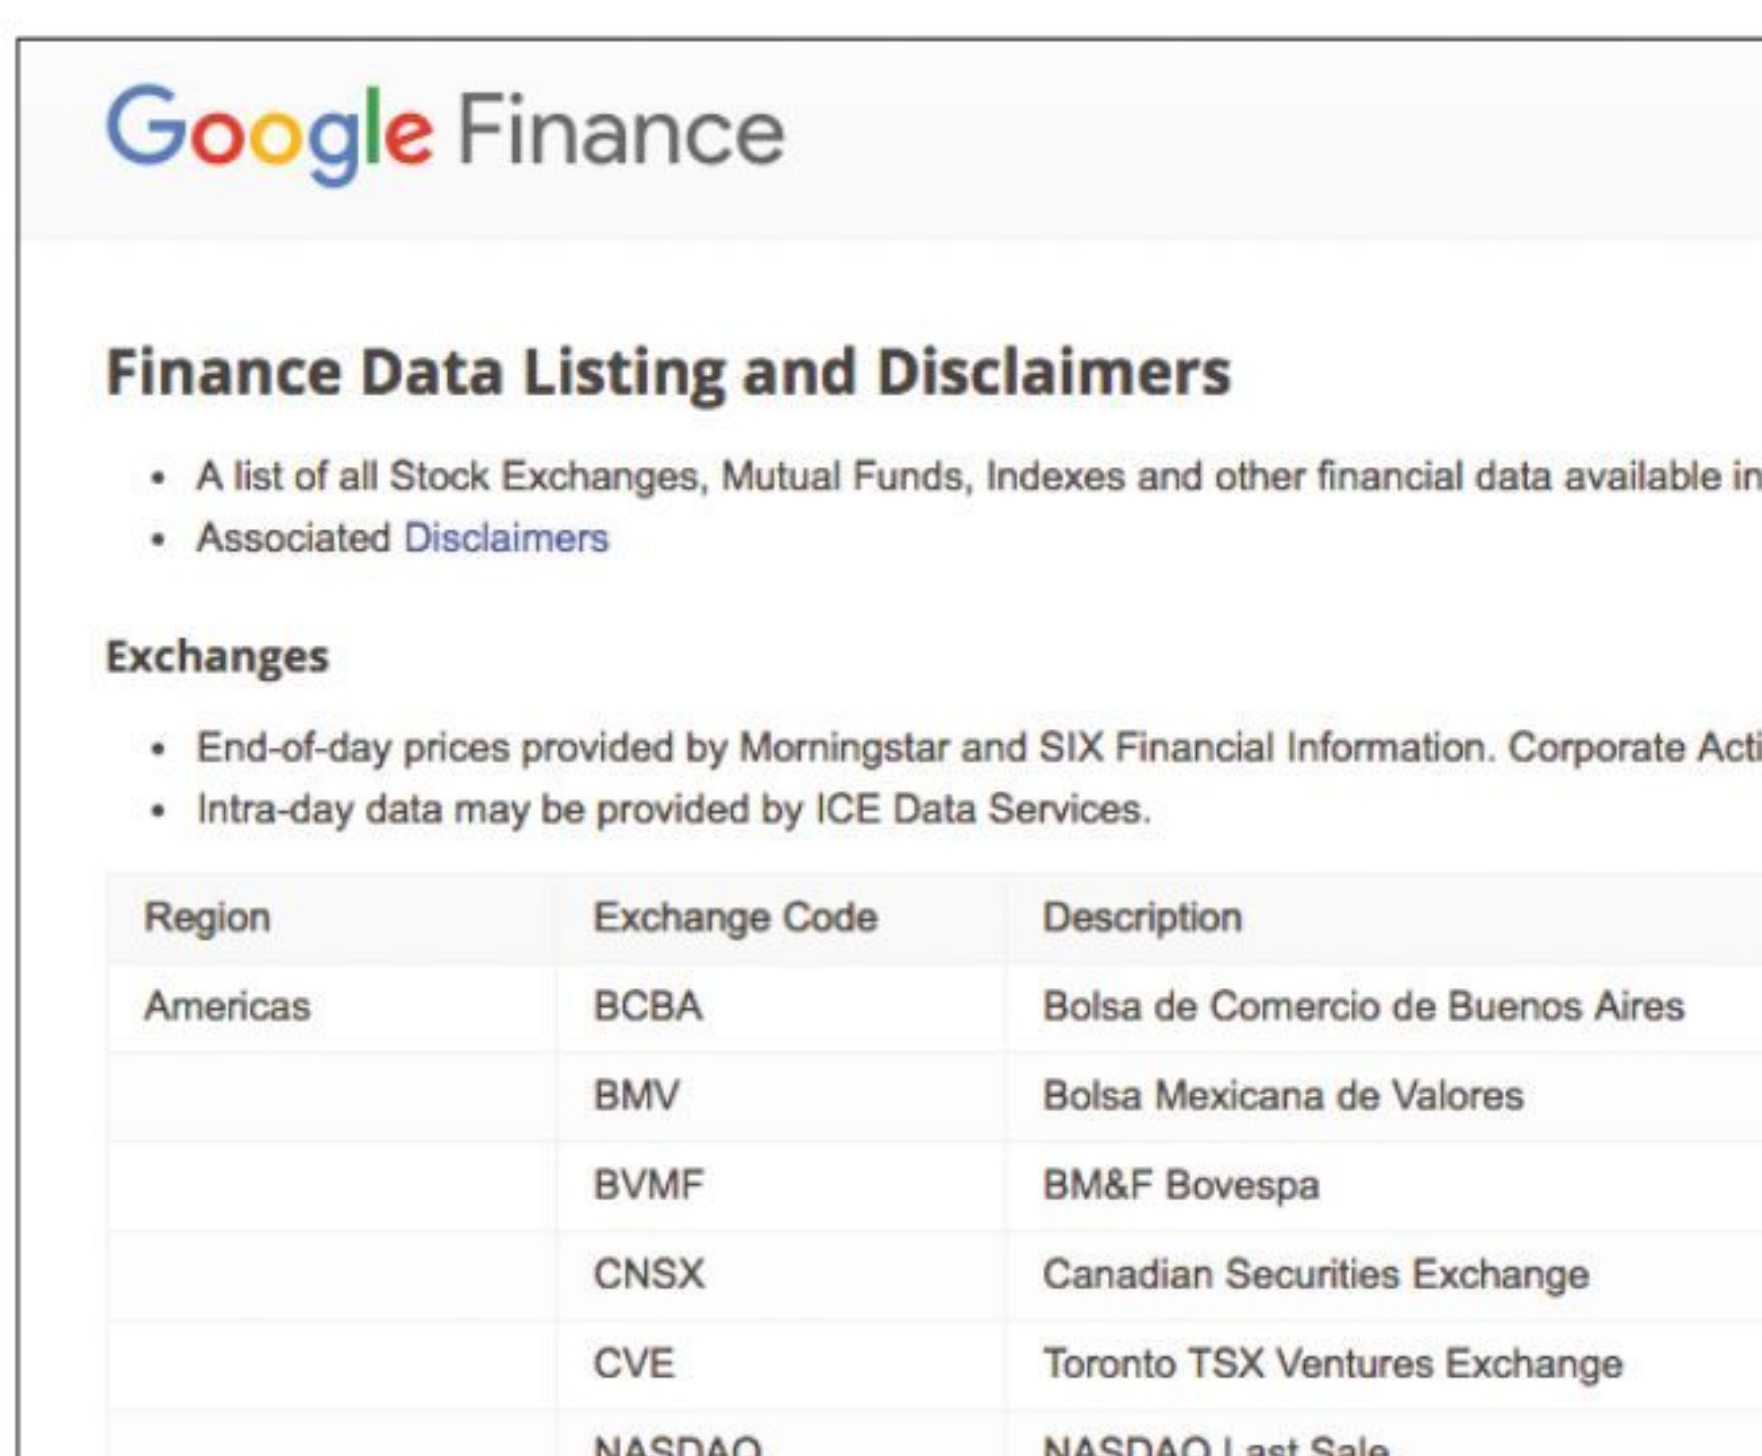 Google Finance
Finance Data Listing and Disclaimers
• A list of all Stock Exchanges, Mutual Funds, Indexes and other financial data available in
• Associated Disclaimers
Exchanges
• End-of-day prices provided by Morningstar and SIX Financial Information. Corporate Acti
• Intra-day data may be provided by ICE Data Services.
Region Exchange Code Description
Americas BCBA Bolsa de Comercio de Buenos Aires
BMV Bolsa Mexicana de Valores
BVMF BM&F Bovespa
CNSX Canadian Securities Exchange
CVE Toronto TSX Ventures Exchange
NASDAQ NASDAQ Last Sale